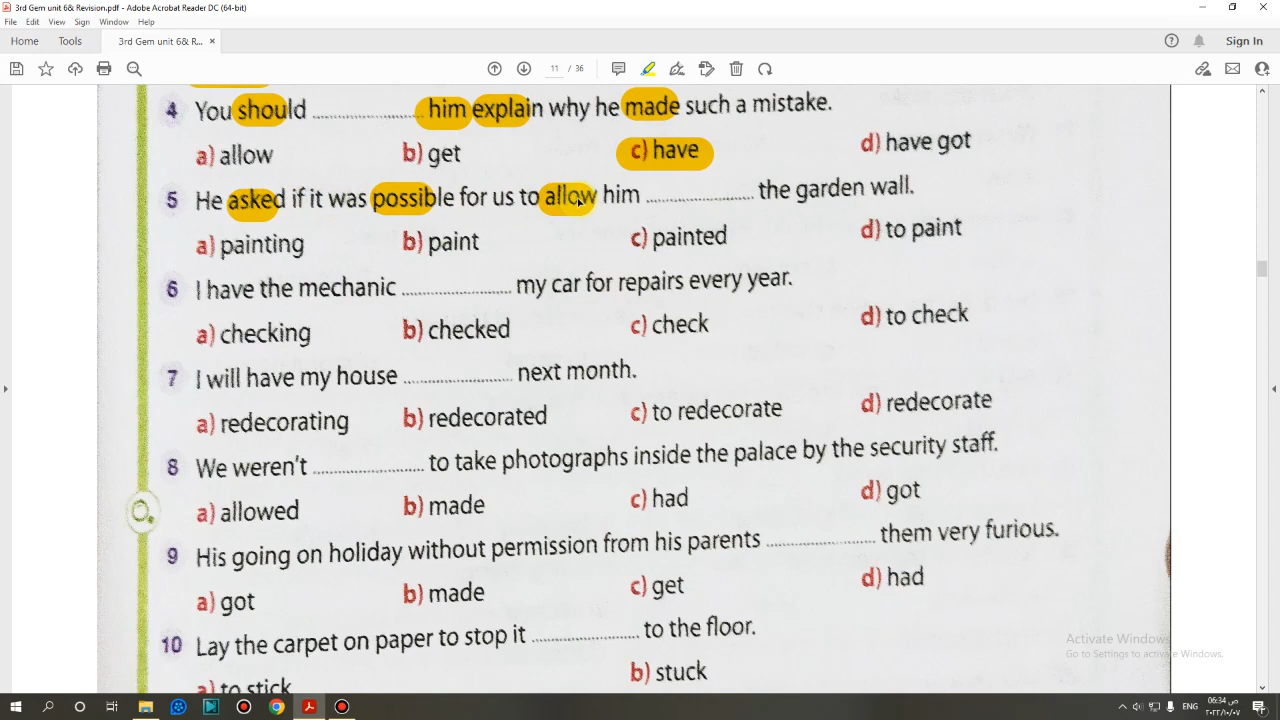 3rd Gem unit 6& Revision.pdf - Adobe Acrobat Reader DC (64-bit)
File Edit View Sign Window Help
Home Tools 3rd Gem unit 6& R... × Sign In
11 / 36
4 You should .................. him explain why he made such a mistake.
a) allow b) get c) have d) have got
5 He asked if it was possible for us to allow him .................. the garden wall.
a) painting b) paint c) painted d) to paint
6 I have the mechanic .................. my car for repairs every year.
a) checking b) checked c) check d) to check
7 I will have my house .................. next month.
a) redecorating b) redecorated c) to redecorate d) redecorate
8 We weren't .................. to take photographs inside the palace by the security staff.
a) allowed b) made c) had d) got
9 His going on holiday without permission from his parents .................. them very furious.
a) got b) made c) get d) had
10 Lay the carpet on paper to stop it .................. to the floor.
a) to stick b) stuck
Activate Windows
Go to Settings to activate Windows.
ENG 06:34 ص
٢٠٢٢/١٠/٠٧